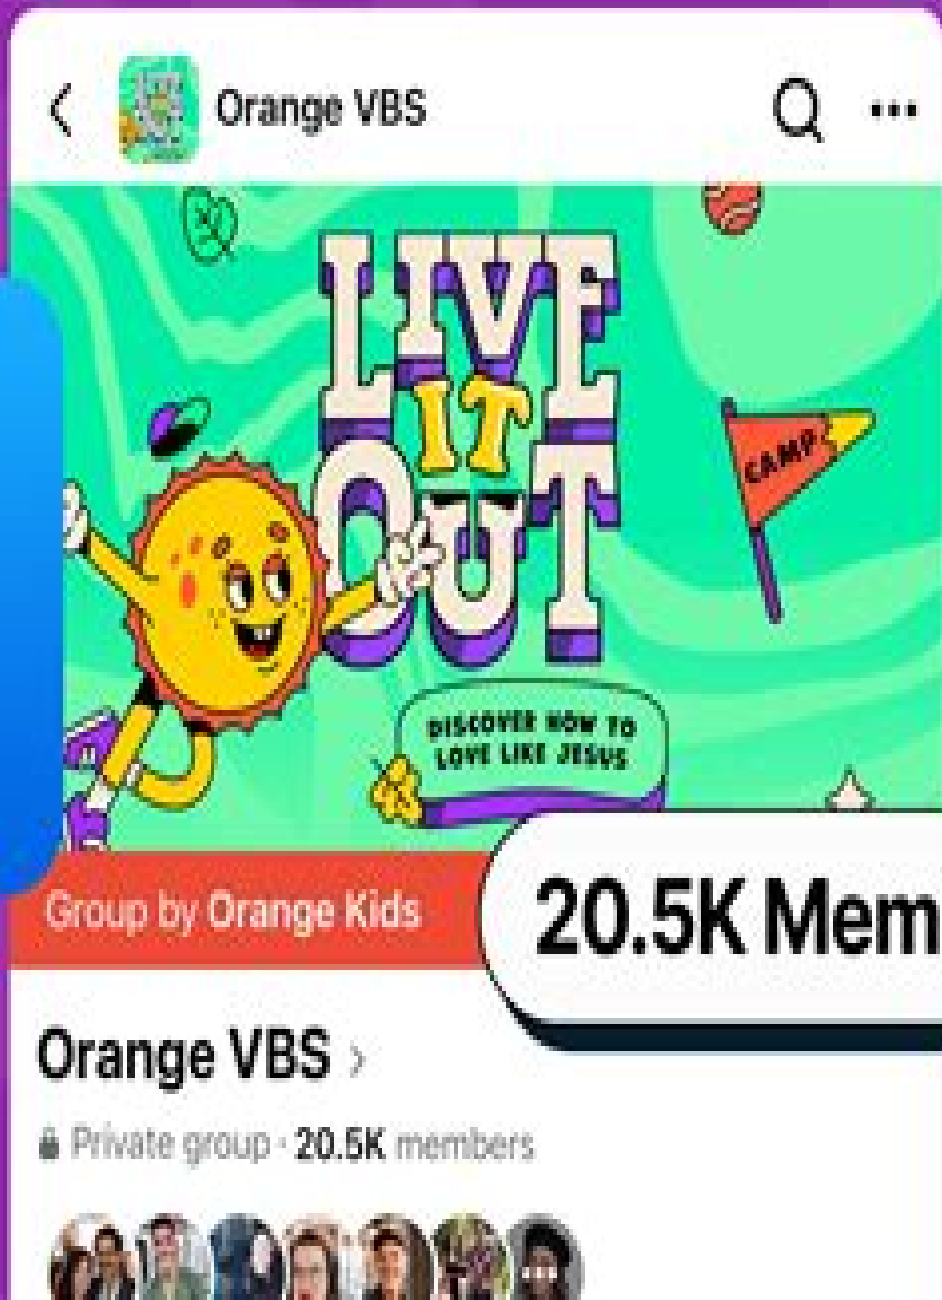 Orange VBS
LIVE
IT
OUT
CAMP
DISCOVER HOW TO
LOVE LIKE JESUS
Group by Orange Kids
20.5K Mem
Orange VBS
Private group · 20.5K members